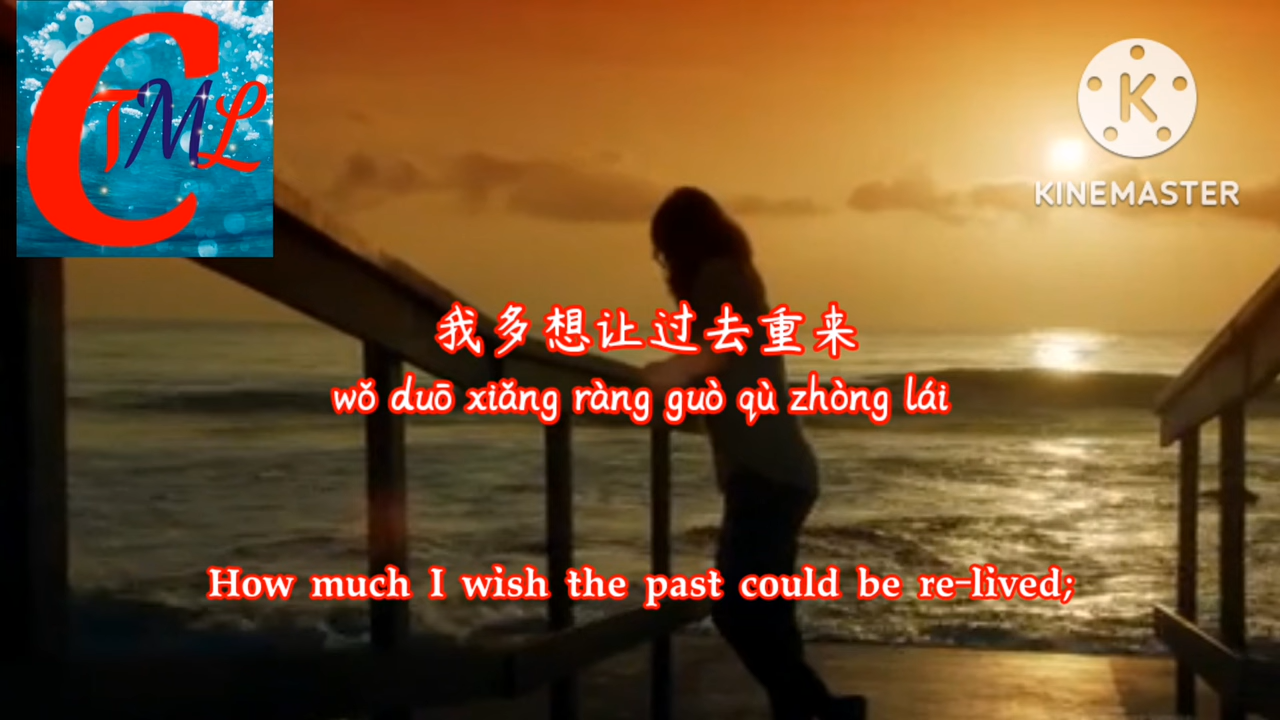 CTML
K
KINEMASTER
我多想让过去重来
wǒ duō xiǎng ràng guò qù zhòng lái
How much I wish the past could be re-lived;